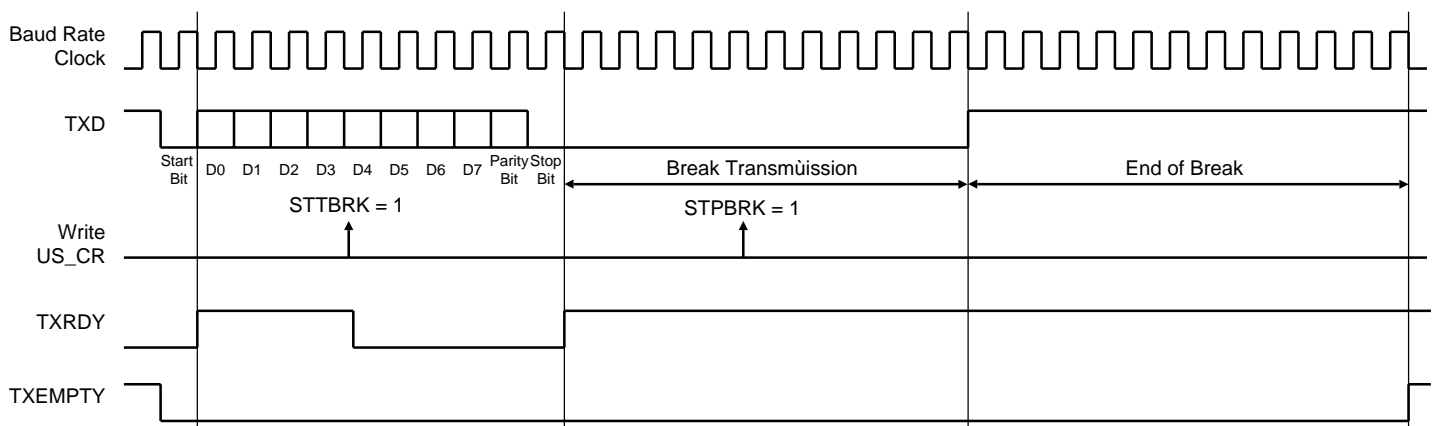 Baud Rate
Clock
TXD
Start
Bit
D0 D1 D2 D3 D4 D5 D6 D7
Parity
Bit
Stop
Bit
Break Transmùission
End of Break
STTBRK = 1
STPBRK = 1
Write
US_CR
TXRDY
TXEMPTY